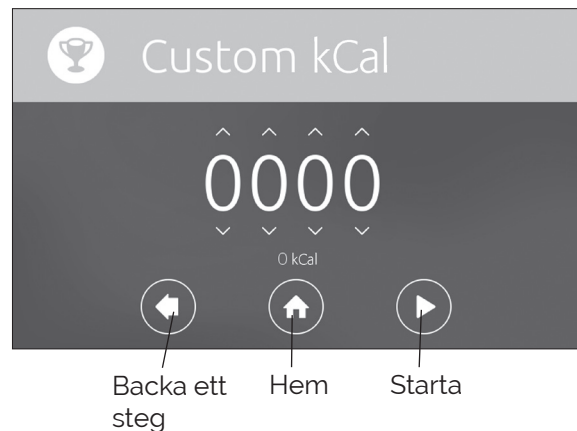 Custom kCal
0000
0 kCal
Backa ett
steg
Hem
Starta